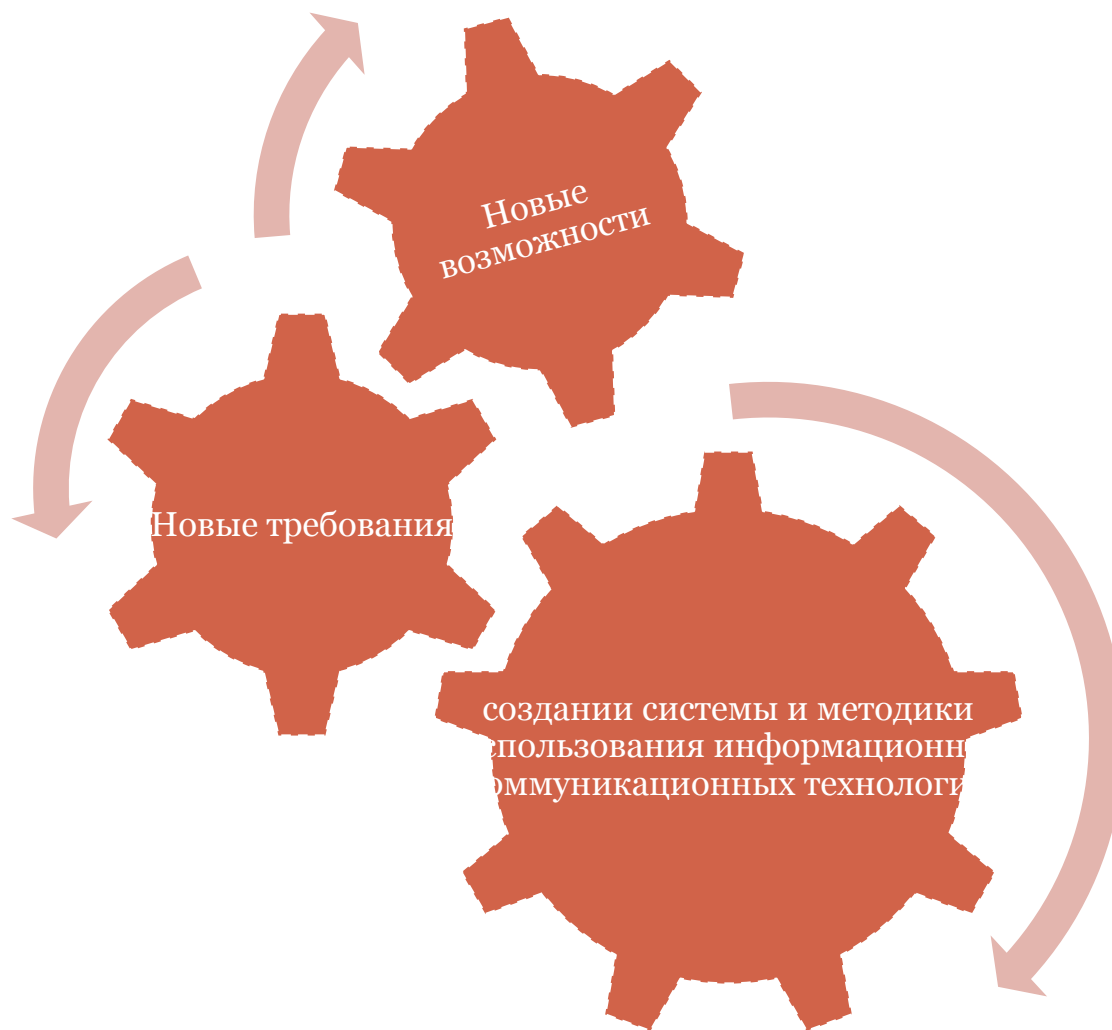 Новые
возможности
Новые требования
создании системы и методики
спользования информационн
оммуникационных технологи